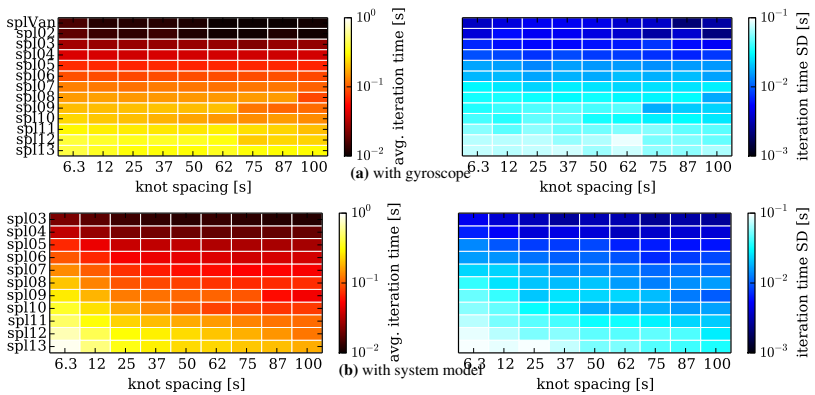 splVan
spl02
spl03
spl04
spl05
spl06
spl07
spl08
spl09
spl10
spl11
spl12
spl13
6.3 12 25 37 50 62 75 87 100
knot spacing [s]
10^0
10^-1
10^-2
avg. iteration time [s]
6.3 12 25 37 50 62 75 87 100
knot spacing [s]
10^-1
10^-2
10^-3
iteration time SD [s]
(a) with gyroscope
spl03
spl04
spl05
spl06
spl07
spl08
spl09
spl10
spl11
spl12
spl13
6.3 12 25 37 50 62 75 87 100
knot spacing [s]
10^0
10^-1
10^-2
avg. iteration time [s]
6.3 12 25 37 50 62 75 87 100
knot spacing [s]
10^-1
10^-2
10^-3
iteration time SD [s]
(b) with system model